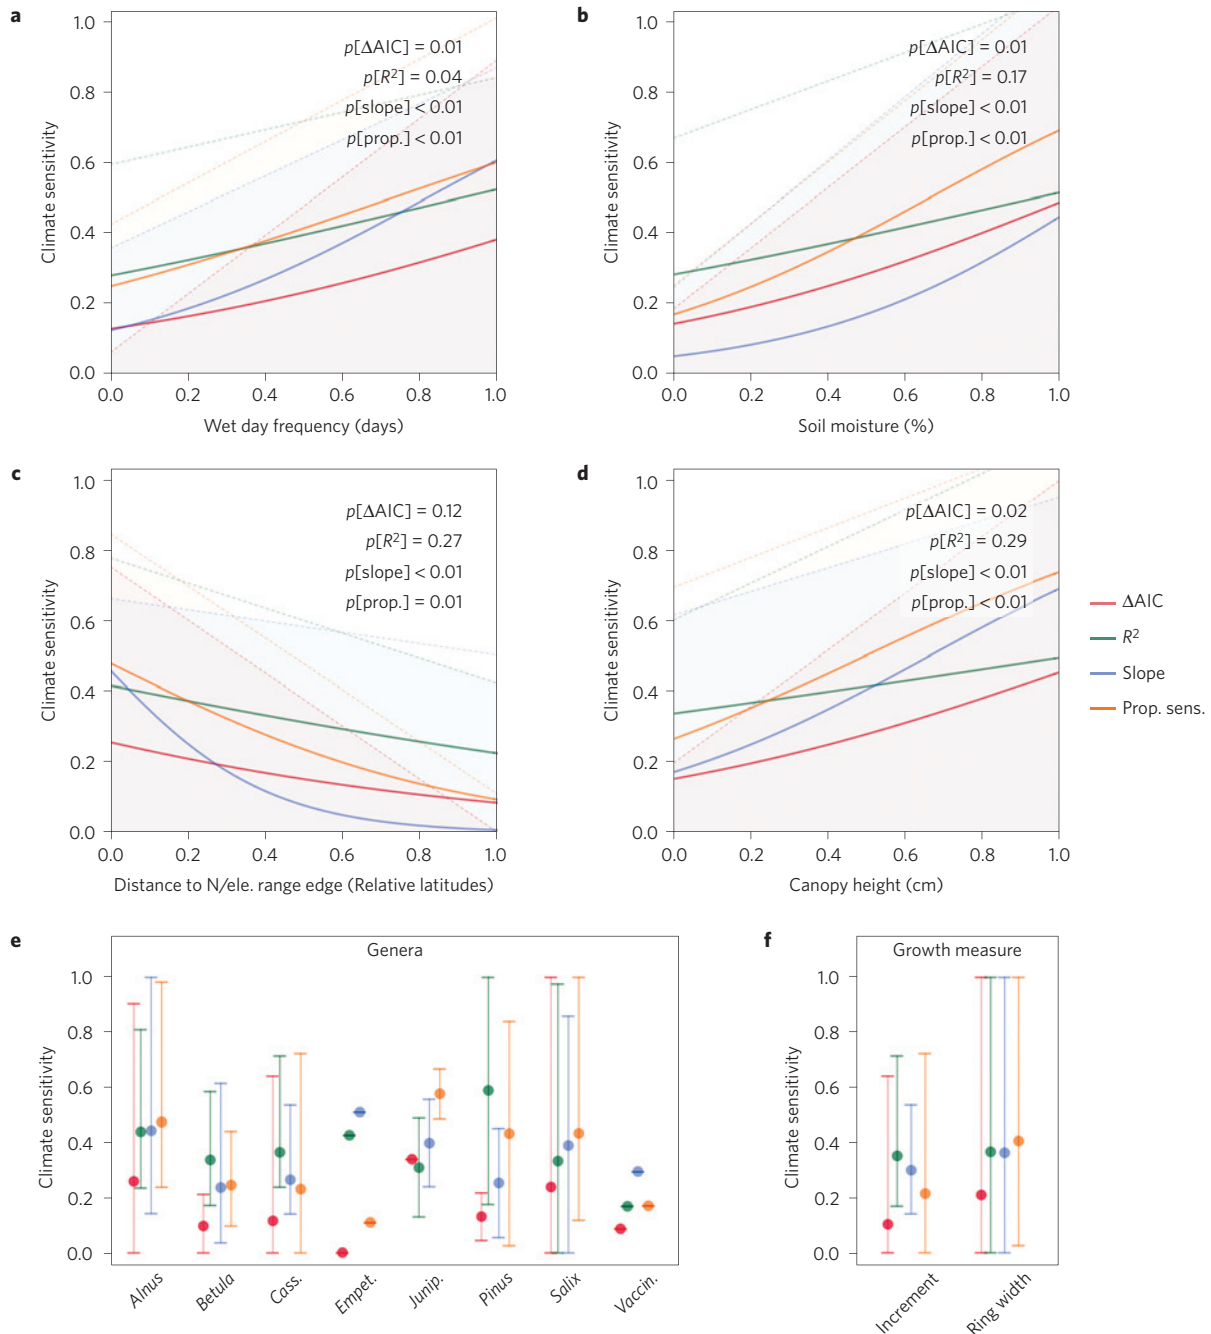 a
1.0
0.8
0.6
0.4
0.2
0.0
Climate sensitivity
p[ΔAIC] = 0.01
p[R²] = 0.04
p[slope] < 0.01
p[prop.] < 0.01
0.0 0.2 0.4 0.6 0.8 1.0
Wet day frequency (days)
b
1.0
0.8
0.6
0.4
0.2
0.0
Climate sensitivity
p[ΔAIC] = 0.01
p[R²] = 0.17
p[slope] < 0.01
p[prop.] < 0.01
0.0 0.2 0.4 0.6 0.8 1.0
Soil moisture (%)
c
1.0
0.8
0.6
0.4
0.2
0.0
Climate sensitivity
p[ΔAIC] = 0.12
p[R²] = 0.27
p[slope] < 0.01
p[prop.] = 0.01
0.0 0.2 0.4 0.6 0.8 1.0
Distance to N/ele. range edge (Relative latitudes)
d
1.0
0.8
0.6
0.4
0.2
0.0
Climate sensitivity
p[ΔAIC] = 0.02
p[R²] = 0.29
p[slope] < 0.01
p[prop.] < 0.01
0.0 0.2 0.4 0.6 0.8 1.0
Canopy height (cm)
ΔAIC
R²
Slope
Prop. sens.
e
Genera
1.0
0.8
0.6
0.4
0.2
0.0
Climate sensitivity
Alnus
Betula
Cass.
Empet.
Junip.
Pinus
Salix
Vaccin.
f
Growth measure
1.0
0.8
0.6
0.4
0.2
0.0
Climate sensitivity
Increment
Ring width